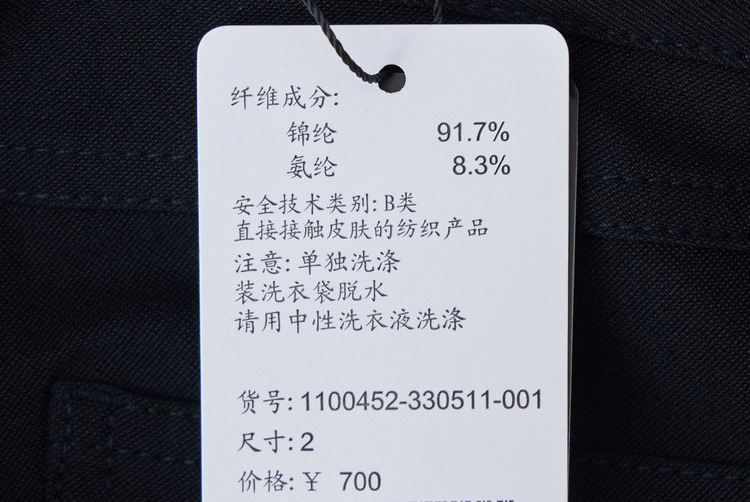 纤维成分:
锦纶 91.7%
氨纶 8.3%
安全技术类别: B类
直接接触皮肤的纺织产品
注意: 单独洗涤
装洗衣袋脱水
请用中性洗衣液洗涤
货号: 1100452-330511-001
尺寸: 2
价格: ¥ 700